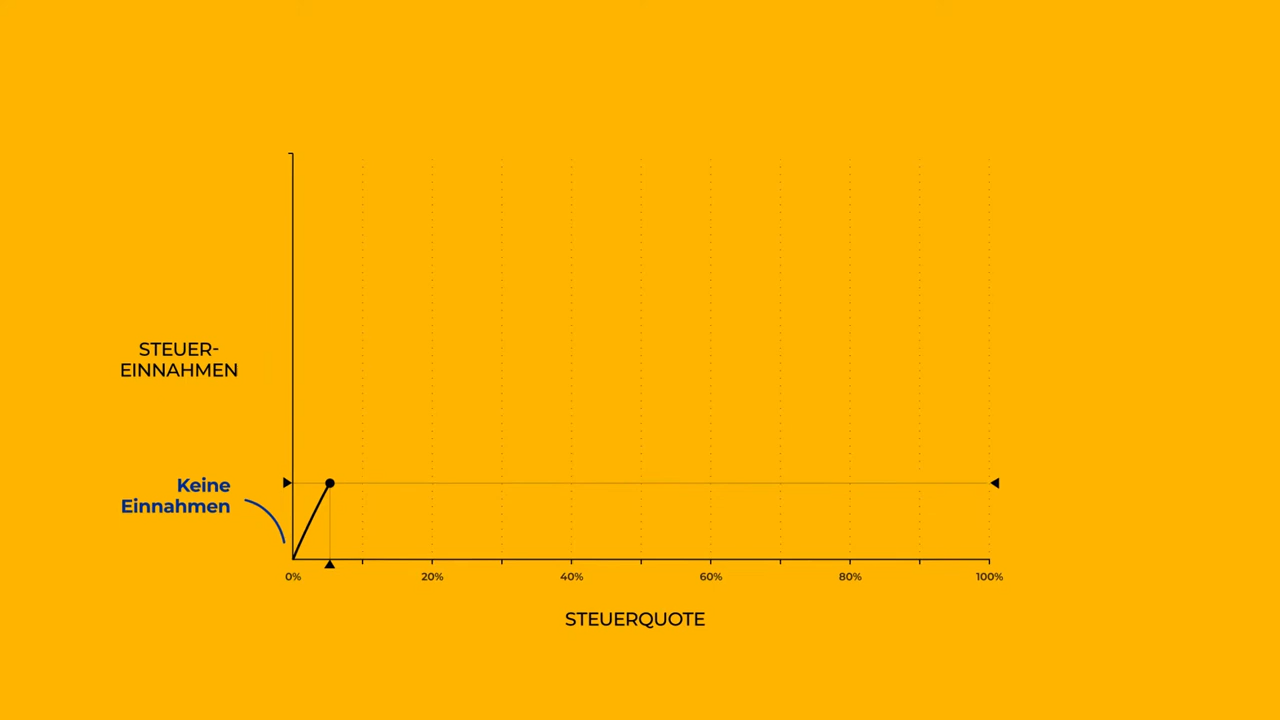 STEUER-
EINNAHMEN
Keine
Einnahmen
0%
20%
40%
60%
80%
100%
STEUERQUOTE